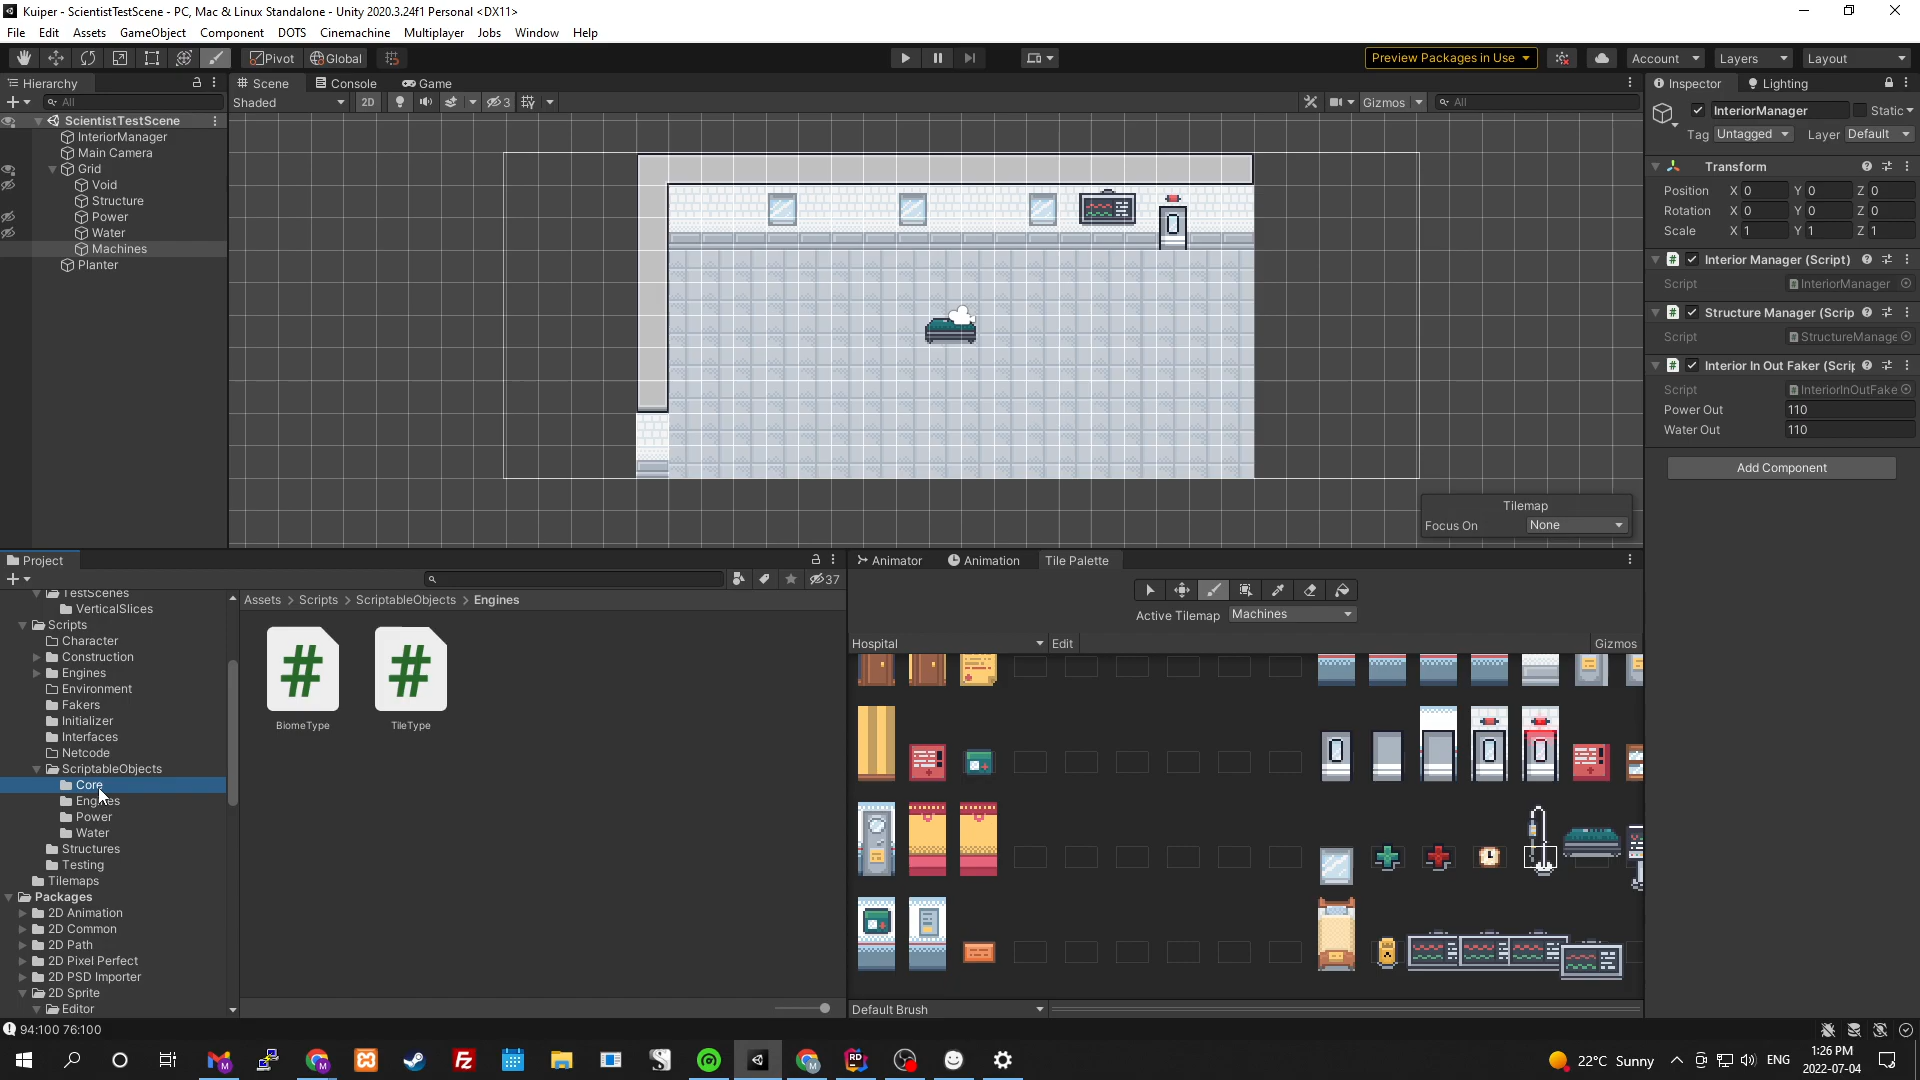 Kuiper - ScientistTestScene - PC, Mac & Linux Standalone - Unity 2020.3.24f1 Personal <DX11>
File Edit Assets GameObject Component DOTS Cinemachine Multiplayer Jobs Window Help
Pivot Global Preview Packages in Use Account Layers Layout
Hierarchy Scene Console Game Inspector Lighting
All Shaded 2D 3 Gizmos All InteriorManager Static
ScientistTestScene
InteriorManager
Main Camera
Grid
Void
Structure
Power
Water
Machines
Planter
Tag Untagged Layer Default
Transform
Position X 0 Y 0 Z 0
Rotation X 0 Y 0 Z 0
Scale X 1 Y 1 Z 1
Interior Manager (Script)
Script InteriorManager
Structure Manager (Scrip
Script StructureManage
Interior In Out Faker (Scrip
Script InteriorInOutFake
Power Out 110
Water Out 110
Add Component
Tilemap
Focus On None
Project
37
TestScenes
VerticalSlices
Scripts
Character
Construction
Engines
Environment
Fakers
Initializer
Interfaces
Netcode
ScriptableObjects
Core
Engines
Power
Water
Structures
Testing
Tilemaps
Packages
2D Animation
2D Common
2D Path
2D Pixel Perfect
2D PSD Importer
2D Sprite
Editor
Assets > Scripts > ScriptableObjects > Engines
#
#
BiomeType TileType
Animator Animation Tile Palette
Active Tilemap Machines
Hospital Edit Gizmos
Default Brush
94:100 76:100
22°C Sunny ENG 1:26 PM
2022-07-04